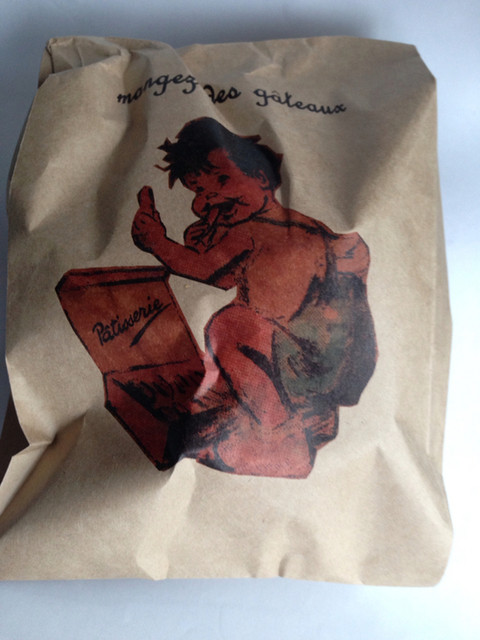 mangez des gâteaux
Pâtisserie